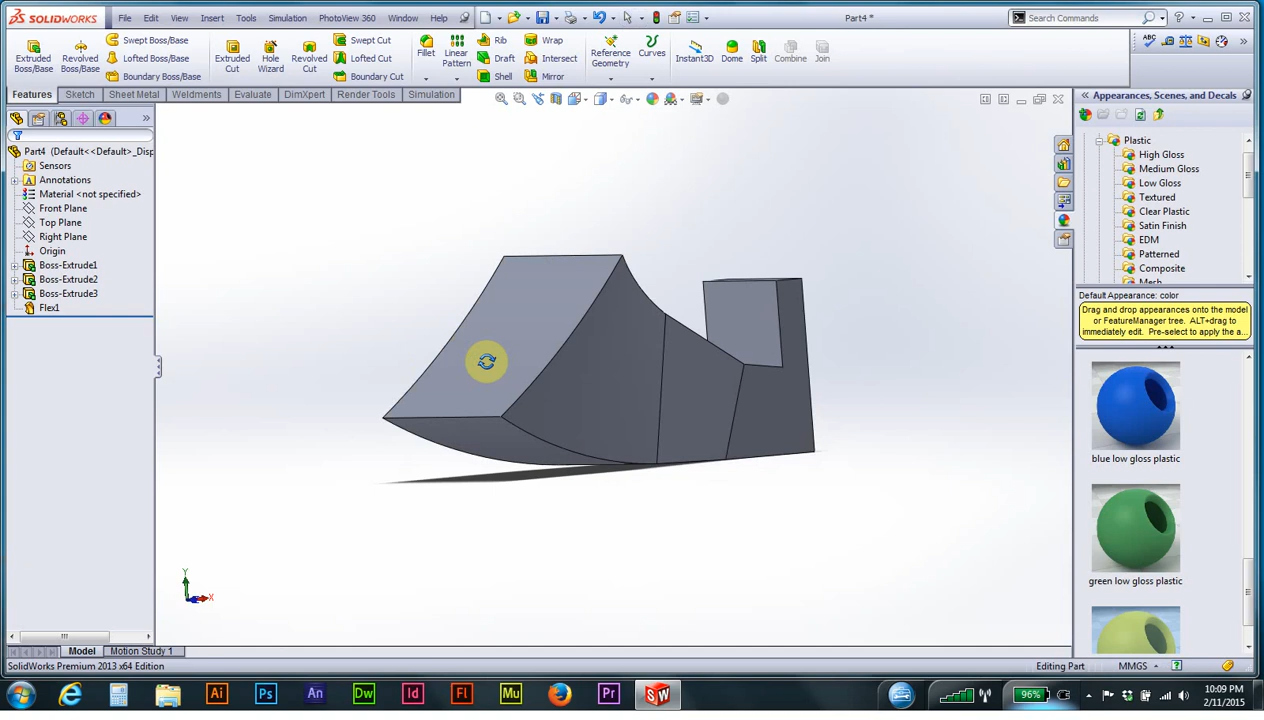 SOLIDWORKS File Edit View Insert Tools Simulation PhotoView 360 Window Help Part4 * Search Commands
Extruded Boss/Base
Revolved Boss/Base
Swept Boss/Base
Lofted Boss/Base
Boundary Boss/Base
Extruded Cut
Hole Wizard
Revolved Cut
Swept Cut
Lofted Cut
Boundary Cut
Fillet
Linear Pattern
Rib
Draft
Shell
Wrap
Intersect
Mirror
Reference Geometry
Curves
Instant3D
Dome
Split
Combine
Join
ABC
Features Sketch Sheet Metal Weldments Evaluate DimXpert Render Tools Office Simulation
Part4 (Default<<Default>_Disp
Sensors
Annotations
Material <not specified>
Front Plane
Top Plane
Right Plane
Origin
Boss-Extrude1
Boss-Extrude2
Boss-Extrude3
Flex1
Y
X
Appearances, Scenes, and Decals
Plastic
High Gloss
Medium Gloss
Low Gloss
Textured
Clear Plastic
Satin Finish
EDM
Patterned
Composite
Mesh
Default Appearance: color
Drag and drop appearances onto the model
or FeatureManager tree. ALT+drag to
immediately edit. Pre-select to apply the a...
blue low gloss plastic
green low gloss plastic
Model Motion Study 1
SolidWorks Premium 2013 x64 Edition Editing Part MMGS
Ai Ps An Dw Id Fl Mu Pr SW 96% 10:09 PM
2/11/2015